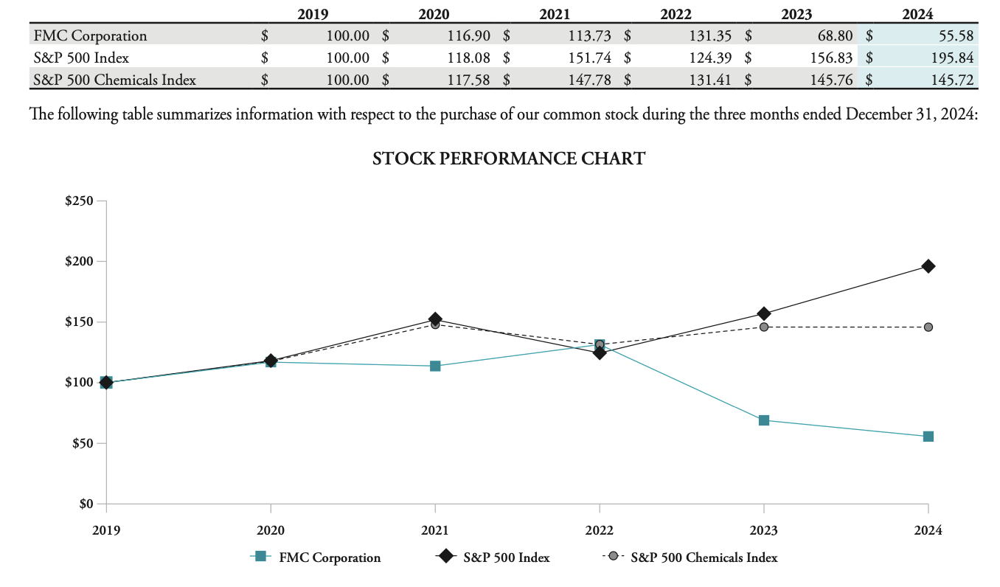 2019 2020 2021 2022 2023 2024
FMC Corporation $ 100.00 $ 116.90 $ 113.73 $ 131.35 $ 68.80 $ 55.58
S&P 500 Index $ 100.00 $ 118.08 $ 151.74 $ 124.39 $ 156.83 $ 195.84
S&P 500 Chemicals Index $ 100.00 $ 117.58 $ 147.78 $ 131.41 $ 145.76 $ 145.72
The following table summarizes information with respect to the purchase of our common stock during the three months ended December 31, 2024:
STOCK PERFORMANCE CHART
$250
$200
$150
$100
$50
$0
2019 2020 2021 2022 2023 2024
FMC Corporation S&P 500 Index S&P 500 Chemicals Index